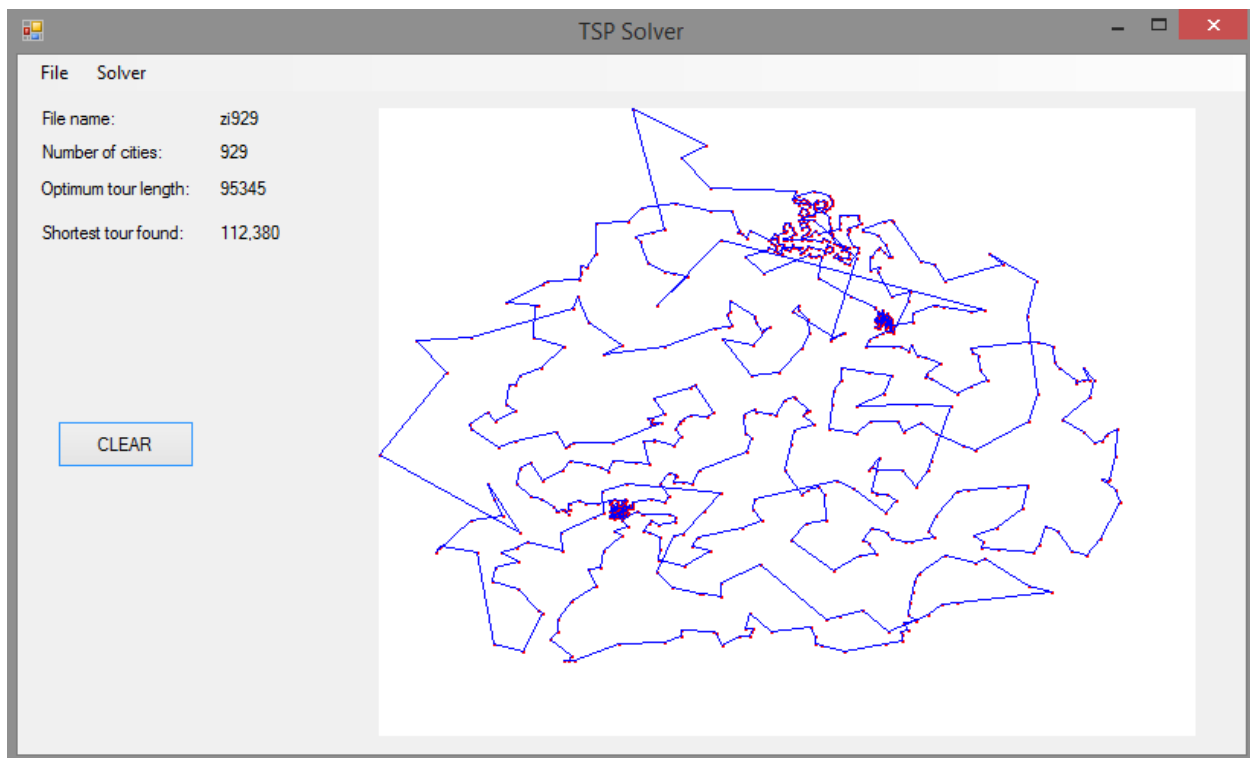 TSP Solver
File Solver
File name: zi929
Number of cities: 929
Optimum tour length: 95345
Shortest tour found: 112,380
CLEAR